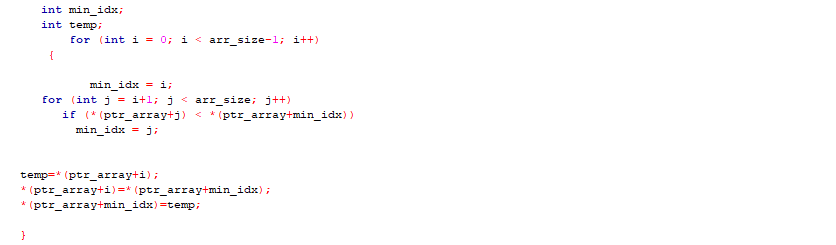 int min_idx;
int temp;
for (int i = 0; i < arr_size-1; i++)
{
min_idx = i;
for (int j = i+1; j < arr_size; j++)
if (*(ptr_array+j) < *(ptr_array+min_idx))
min_idx = j;
temp=*(ptr_array+i);
*(ptr_array+i)=*(ptr_array+min_idx);
*(ptr_array+min_idx)=temp;
}